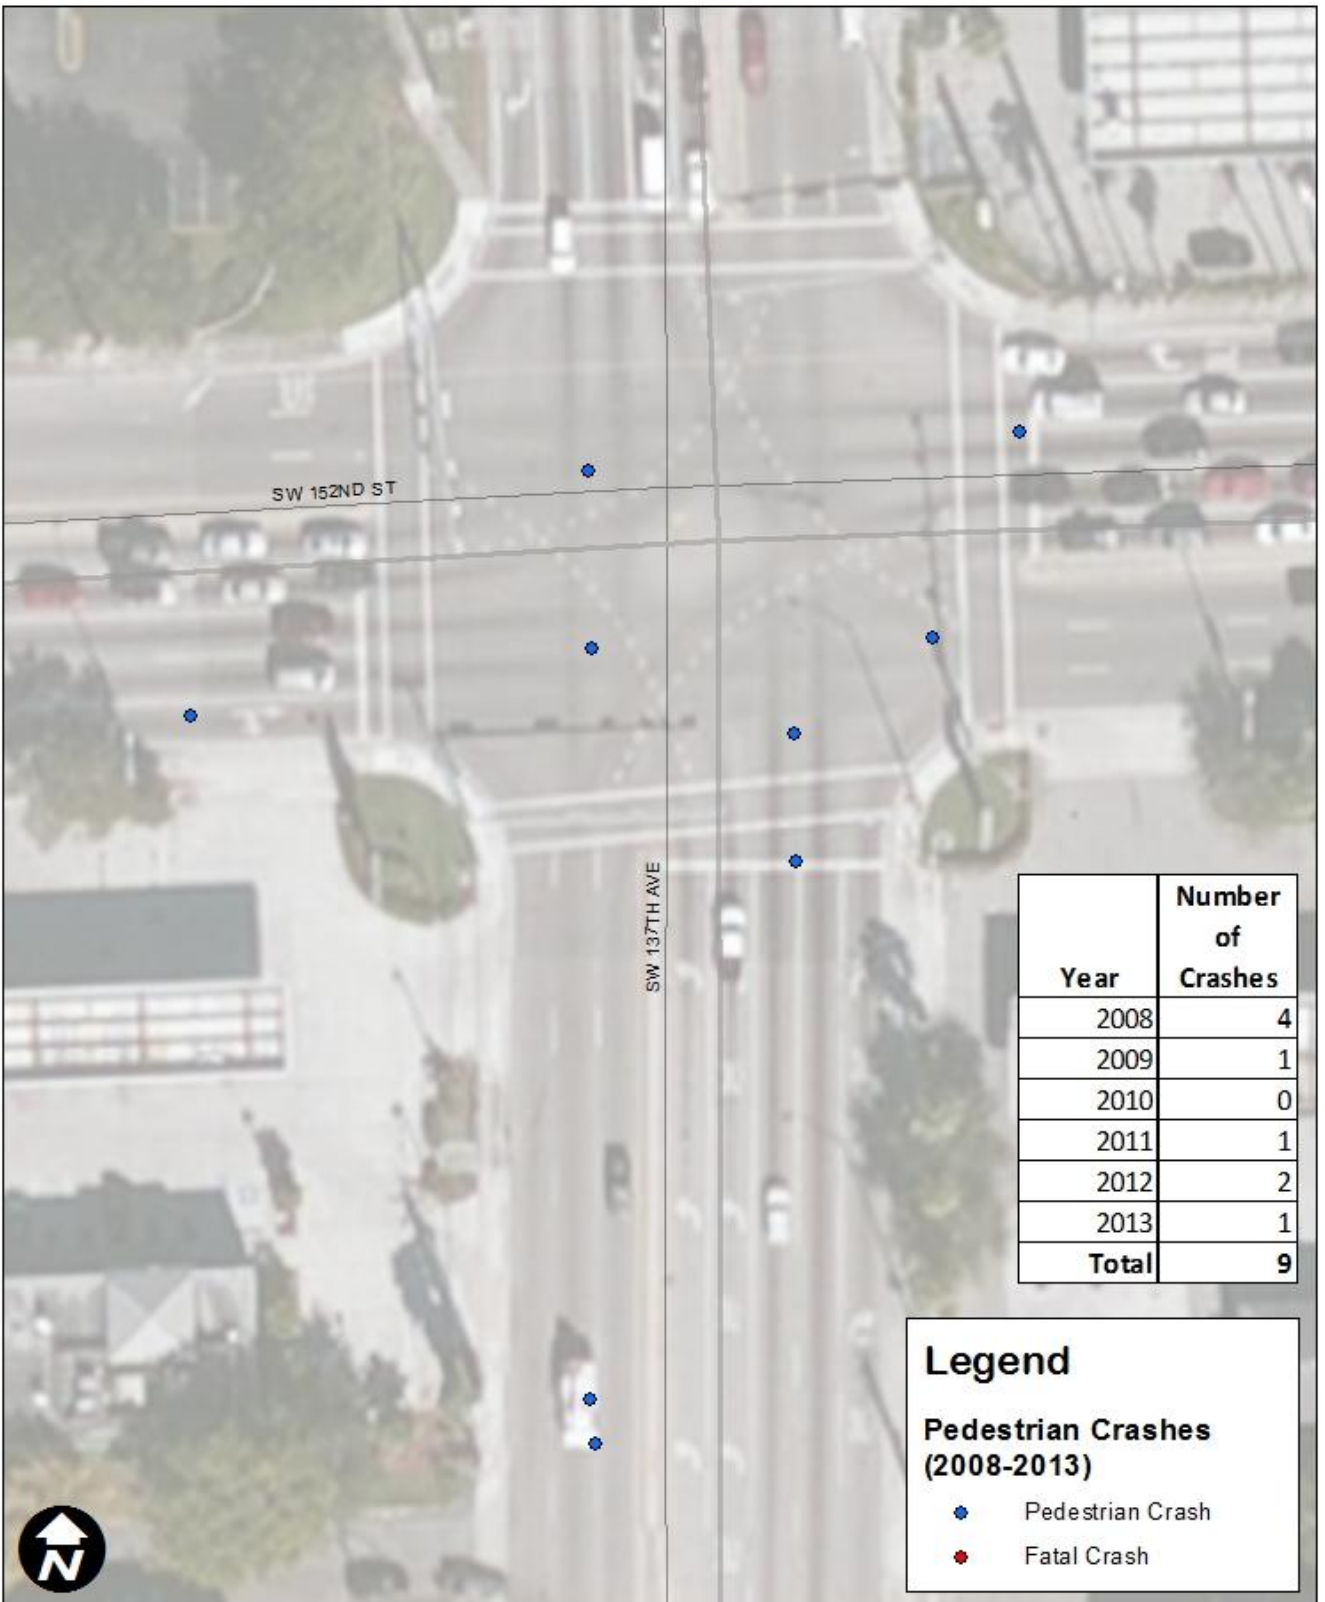 SW 152ND ST
SW 137TH AVE
Year Number of Crashes
2008 4
2009 1
2010 0
2011 1
2012 2
2013 1
Total 9
Legend
Pedestrian Crashes
(2008-2013)
Pedestrian Crash
Fatal Crash
N